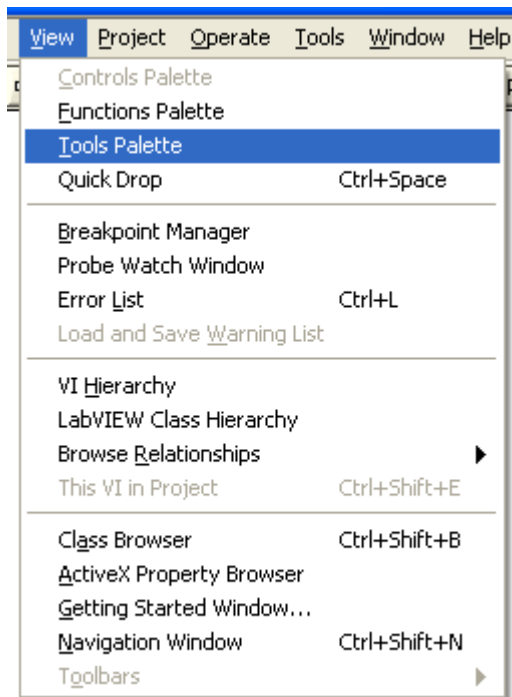 View Project Operate Tools Window Help
Controls Palette
Functions Palette
Tools Palette
Quick Drop Ctrl+Space
Breakpoint Manager
Probe Watch Window
Error List Ctrl+L
Load and Save Warning List
VI Hierarchy
LabVIEW Class Hierarchy
Browse Relationships
This VI in Project Ctrl+Shift+E
Class Browser Ctrl+Shift+B
ActiveX Property Browser
Getting Started Window...
Navigation Window Ctrl+Shift+N
Toolbars